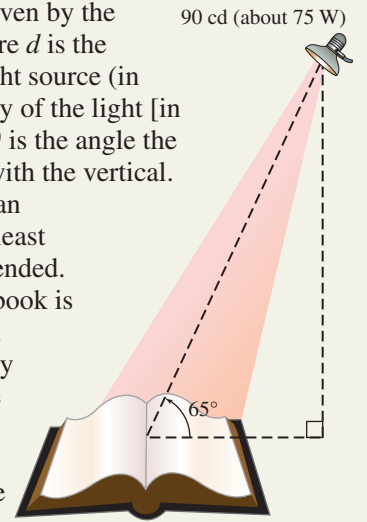 ven by the
90 cd (about 75 W)
re d is the
ht source (in
y of the light [in
is the angle the
with the vertical.
an
east
ended.
book is
y
65°
e